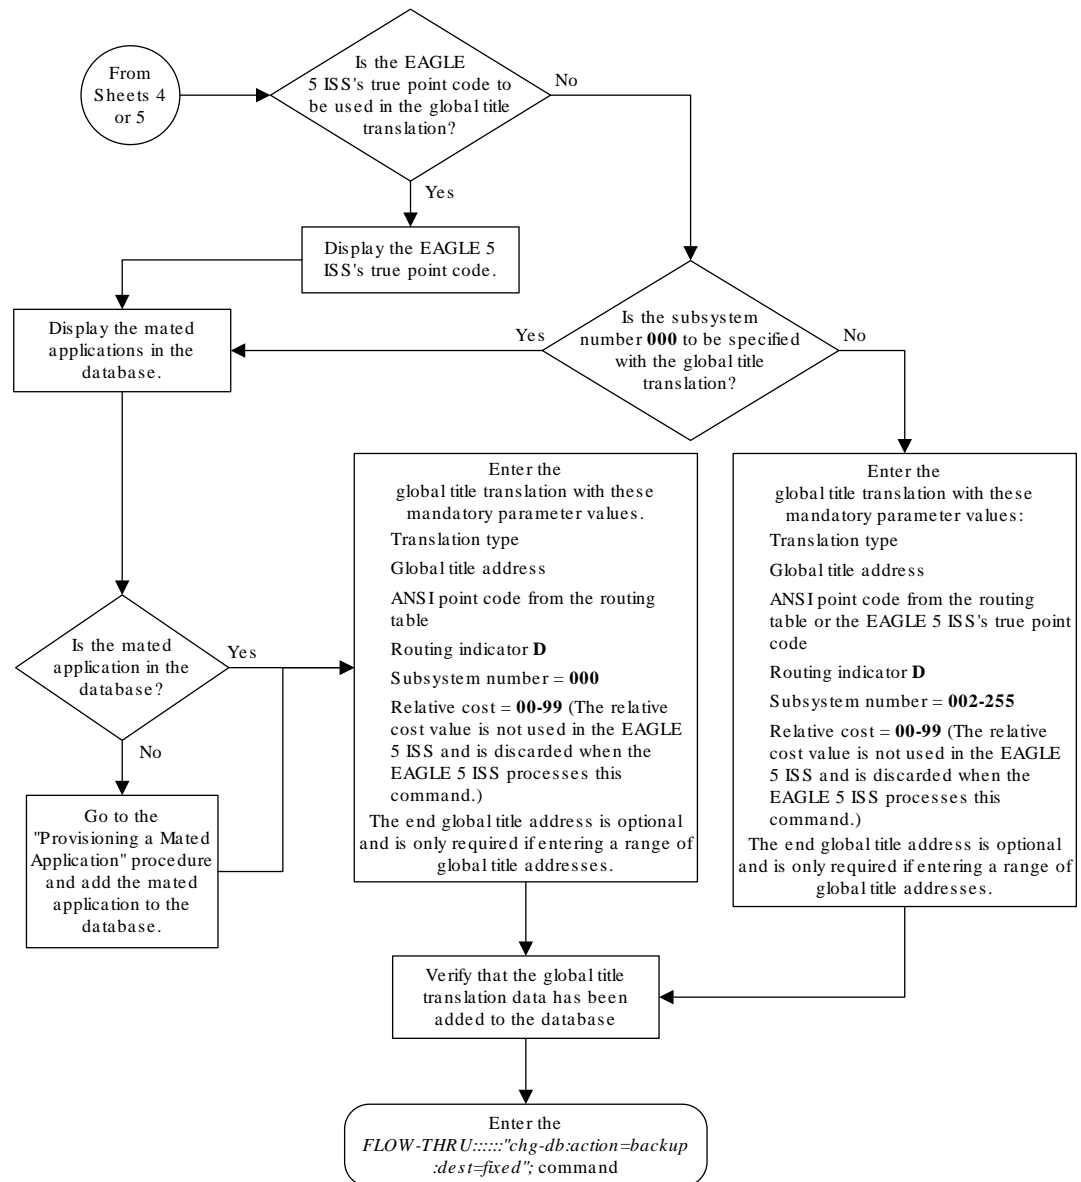 From
Sheets 4
or 5
Is the EAGLE
5 ISS's true point code to
be used in the global title
translation?
No
Yes
Display the EAGLE 5
ISS's true point code.
Display the mated
applications in the
database.
Yes
Is the subsystem
number 000 to be specified
with the global title
translation?
No
Is the mated
application in the
database?
Yes
No
Go to the
"Provisioning a Mated
Application" procedure
and add the mated
application to the
database.
Enter the
global title translation with these
mandatory parameter values.
Translation type
Global title address
ANSI point code from the routing
table
Routing indicator D
Subsystem number = 000
Relative cost = 00-99 (The relative
cost value is not used in the EAGLE
5 ISS and is discarded when the
EAGLE 5 ISS processes this
command.)
The end global title address is optional
and is only required if entering a range of
global title addresses.
Enter the
global title translation with these
mandatory parameter values:
Translation type
Global title address
ANSI point code from the routing
table or the EAGLE 5 ISS's true point
code
Routing indicator D
Subsystem number = 002-255
Relative cost = 00-99 (The relative
cost value is not used in the EAGLE
5 ISS and is discarded when the
EAGLE 5 ISS processes this
command.)
The end global title address is optional
and is only required if entering a range of
global title addresses.
Verify that the global title
translation data has been
added to the database
Enter the
FLOW-THRU::::::"chg-db:action=backup
:dest=fixed"; command